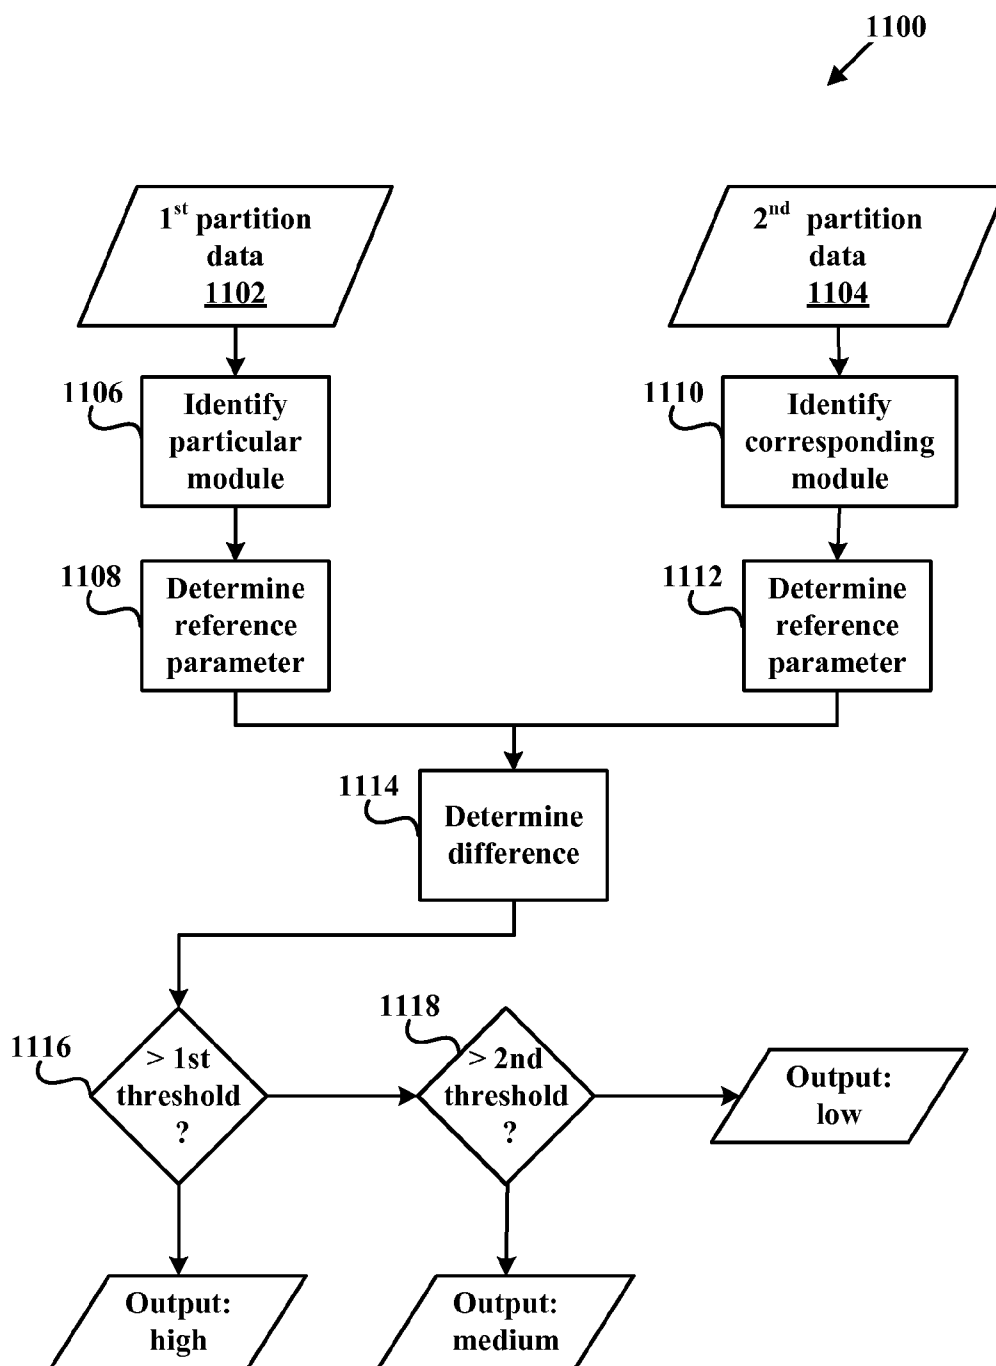 1100
1st partition
data
1102
2nd partition
data
1104
1106
Identify
particular
module
1110
Identify
corresponding
module
1108
Determine
reference
parameter
1112
Determine
reference
parameter
1114
Determine
difference
1116
> 1st
threshold
?
1118
> 2nd
threshold
?
Output:
low
Output:
high
Output:
medium